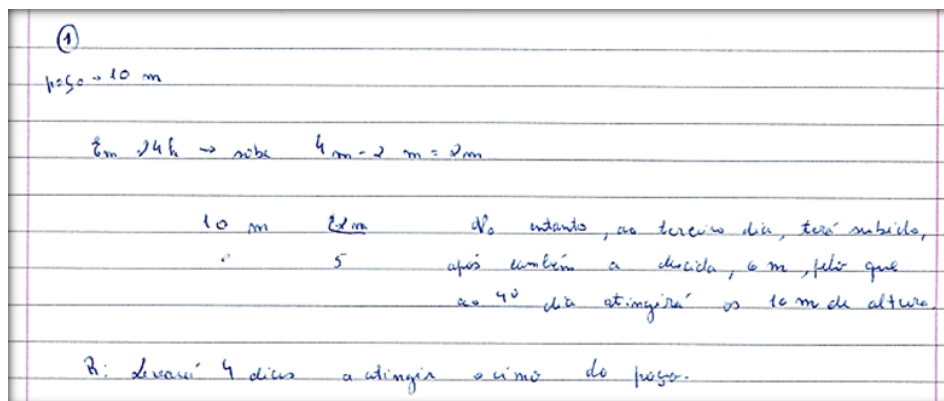 ①
poço → 10 m
Em 24h → sobe 4 m - 2 m = 2m
10 m 2 m No entanto, ao terceiro dia, terá subido,
0 5 após também a descida, 6 m, pelo que
ao 4º dia atingirá os 10 m de altura.
R: Levará 4 dias a atingir o cimo do poço.